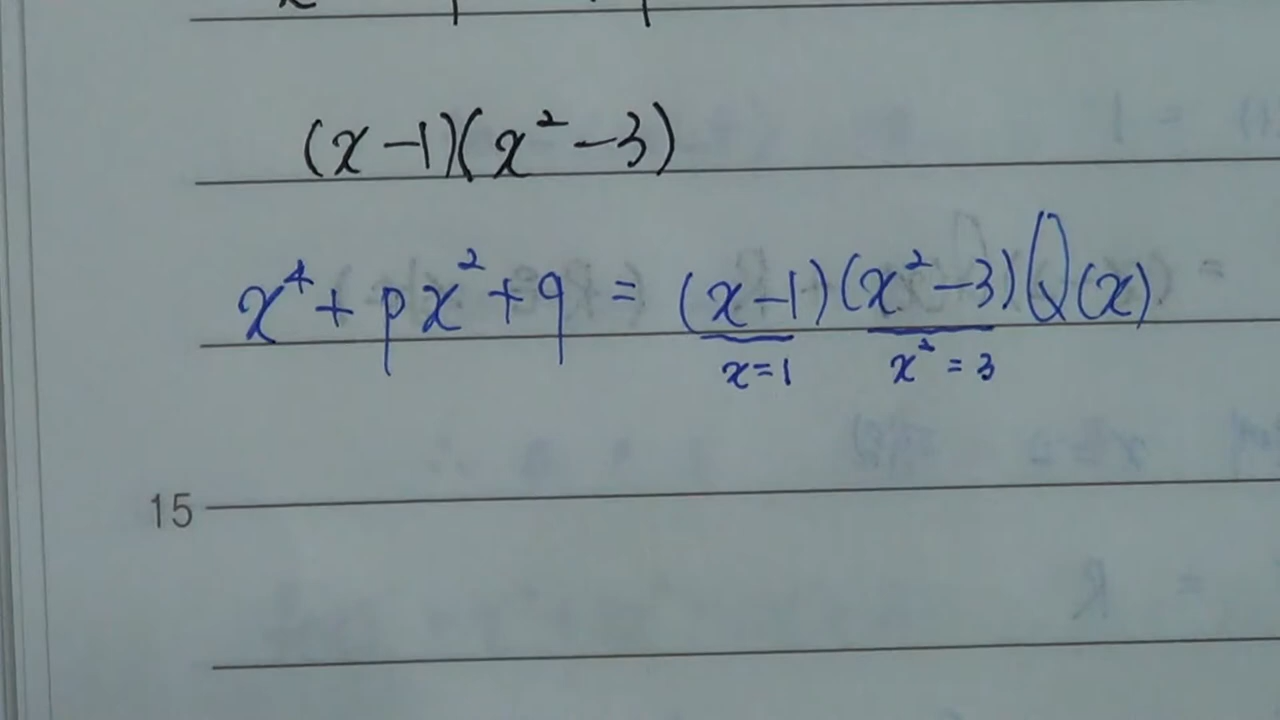 (x-1)(x²-3)
x⁴+px²+q = (x-1)(x²-3)Q(x)
x=1 x²=3
15